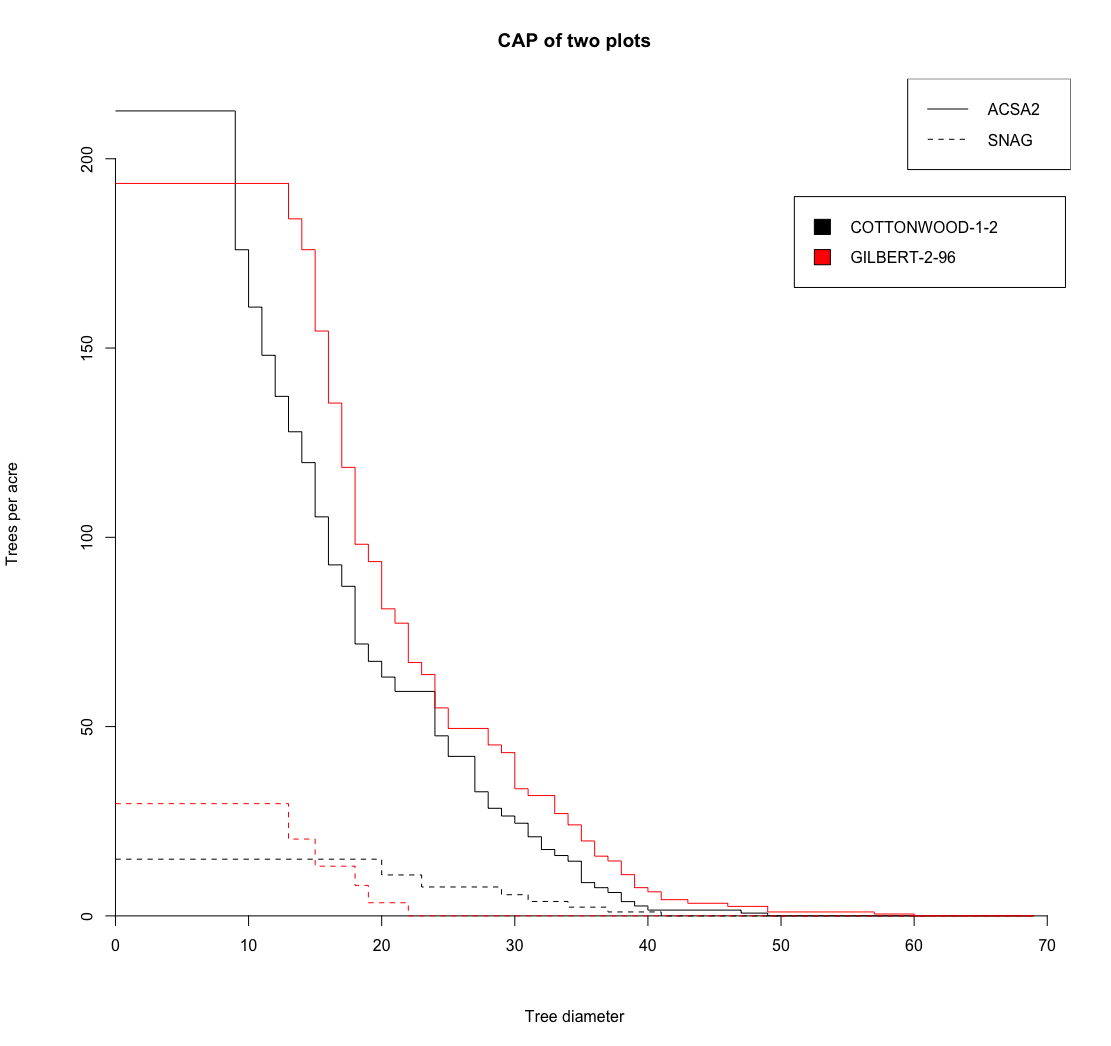 CAP of two plots
ACSA2
SNAG
COTTONWOOD-1-2
GILBERT-2-96
Trees per acre
200
150
100
50
0
0 10 20 30 40 50 60 70
Tree diameter